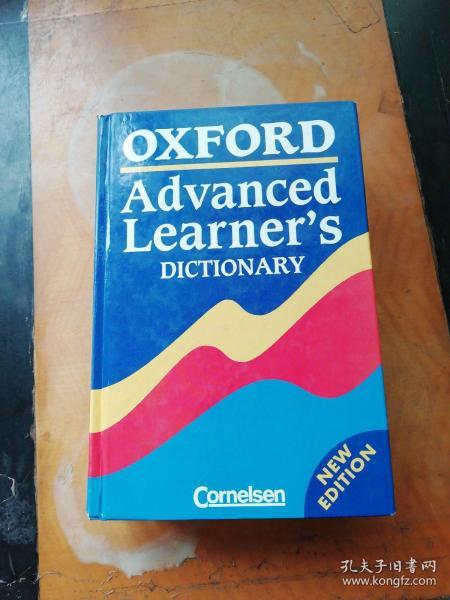 OXFORD
Advanced
Learner's
DICTIONARY
NEW
EDITION
Cornelsen
孔夫子旧书网
www.kongfz.com